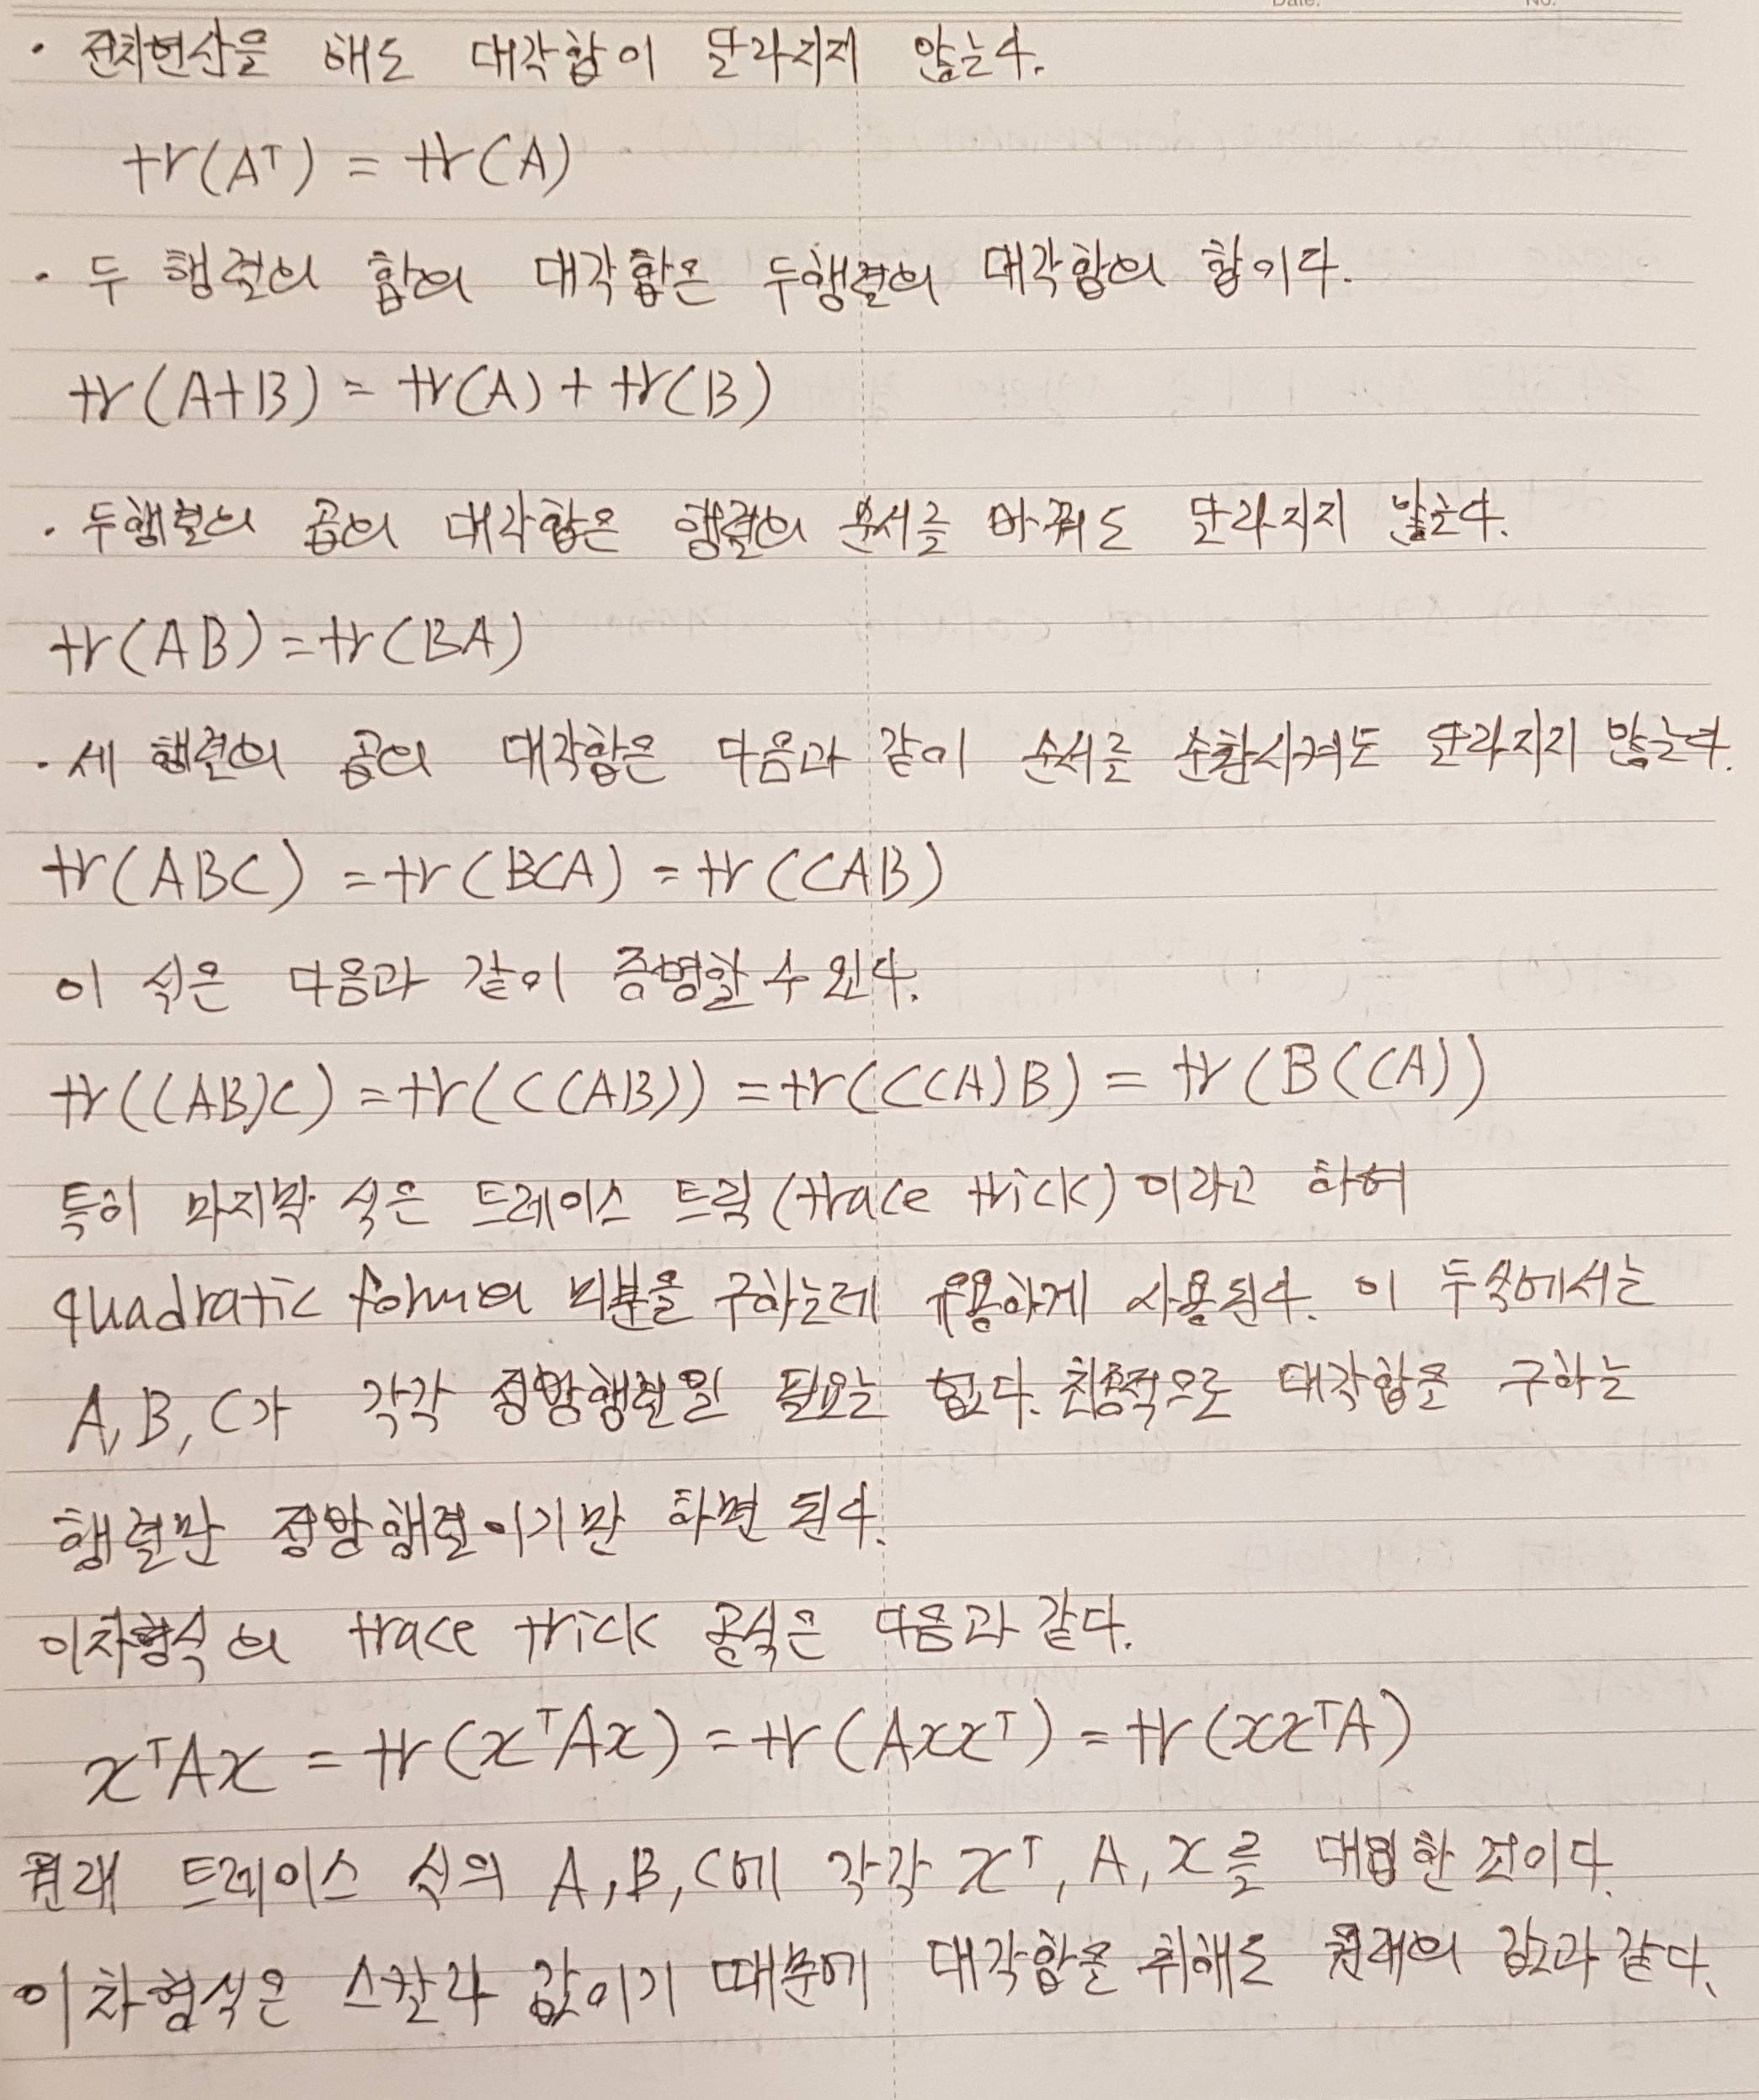 Date. No.
· 전치연산을 해도 대각합이 달라지지 않는다.
tr(Aᵀ) = tr(A)
· 두 행렬의 합의 대각합은 두행렬의 대각합의 합이다.
tr(A+B) = tr(A) + tr(B)
· 두행렬의 곱의 대각합은 행렬의 순서를 바꿔도 달라지지 않는다.
tr(AB) = tr(BA)
· 세 행렬의 곱의 대각합은 다음과 같이 순서를 순환시켜도 달라지지 않는다.
tr(ABC) = tr(BCA) = tr(CAB)
이 식은 다음과 같이 증명할 수 있다.
tr((AB)C) = tr(C(AB)) = tr((CA)B) = tr(B(CA))
특히 마지막 식은 트레이스 트릭(trace trick)이라고 하여
quadratic form의 미분을 구하는데 유용하게 사용된다. 이 두식에서는
A, B, C가 각각 정방행렬일 필요는 없다. 최종적으로 대각합을 구하는
행렬만 정방행렬이기만 하면 된다.
이차형식의 trace trick 공식은 다음과 같다.
xᵀAx = tr(xᵀAx) = tr(Axxᵀ) = tr(xxᵀA)
원래 트레이스 식의 A, B, C에 각각 xᵀ, A, x를 대입한 것이다.
이차형식은 스칼라 값이기 때문에 대각합을 취해도 원래의 값과 같다.